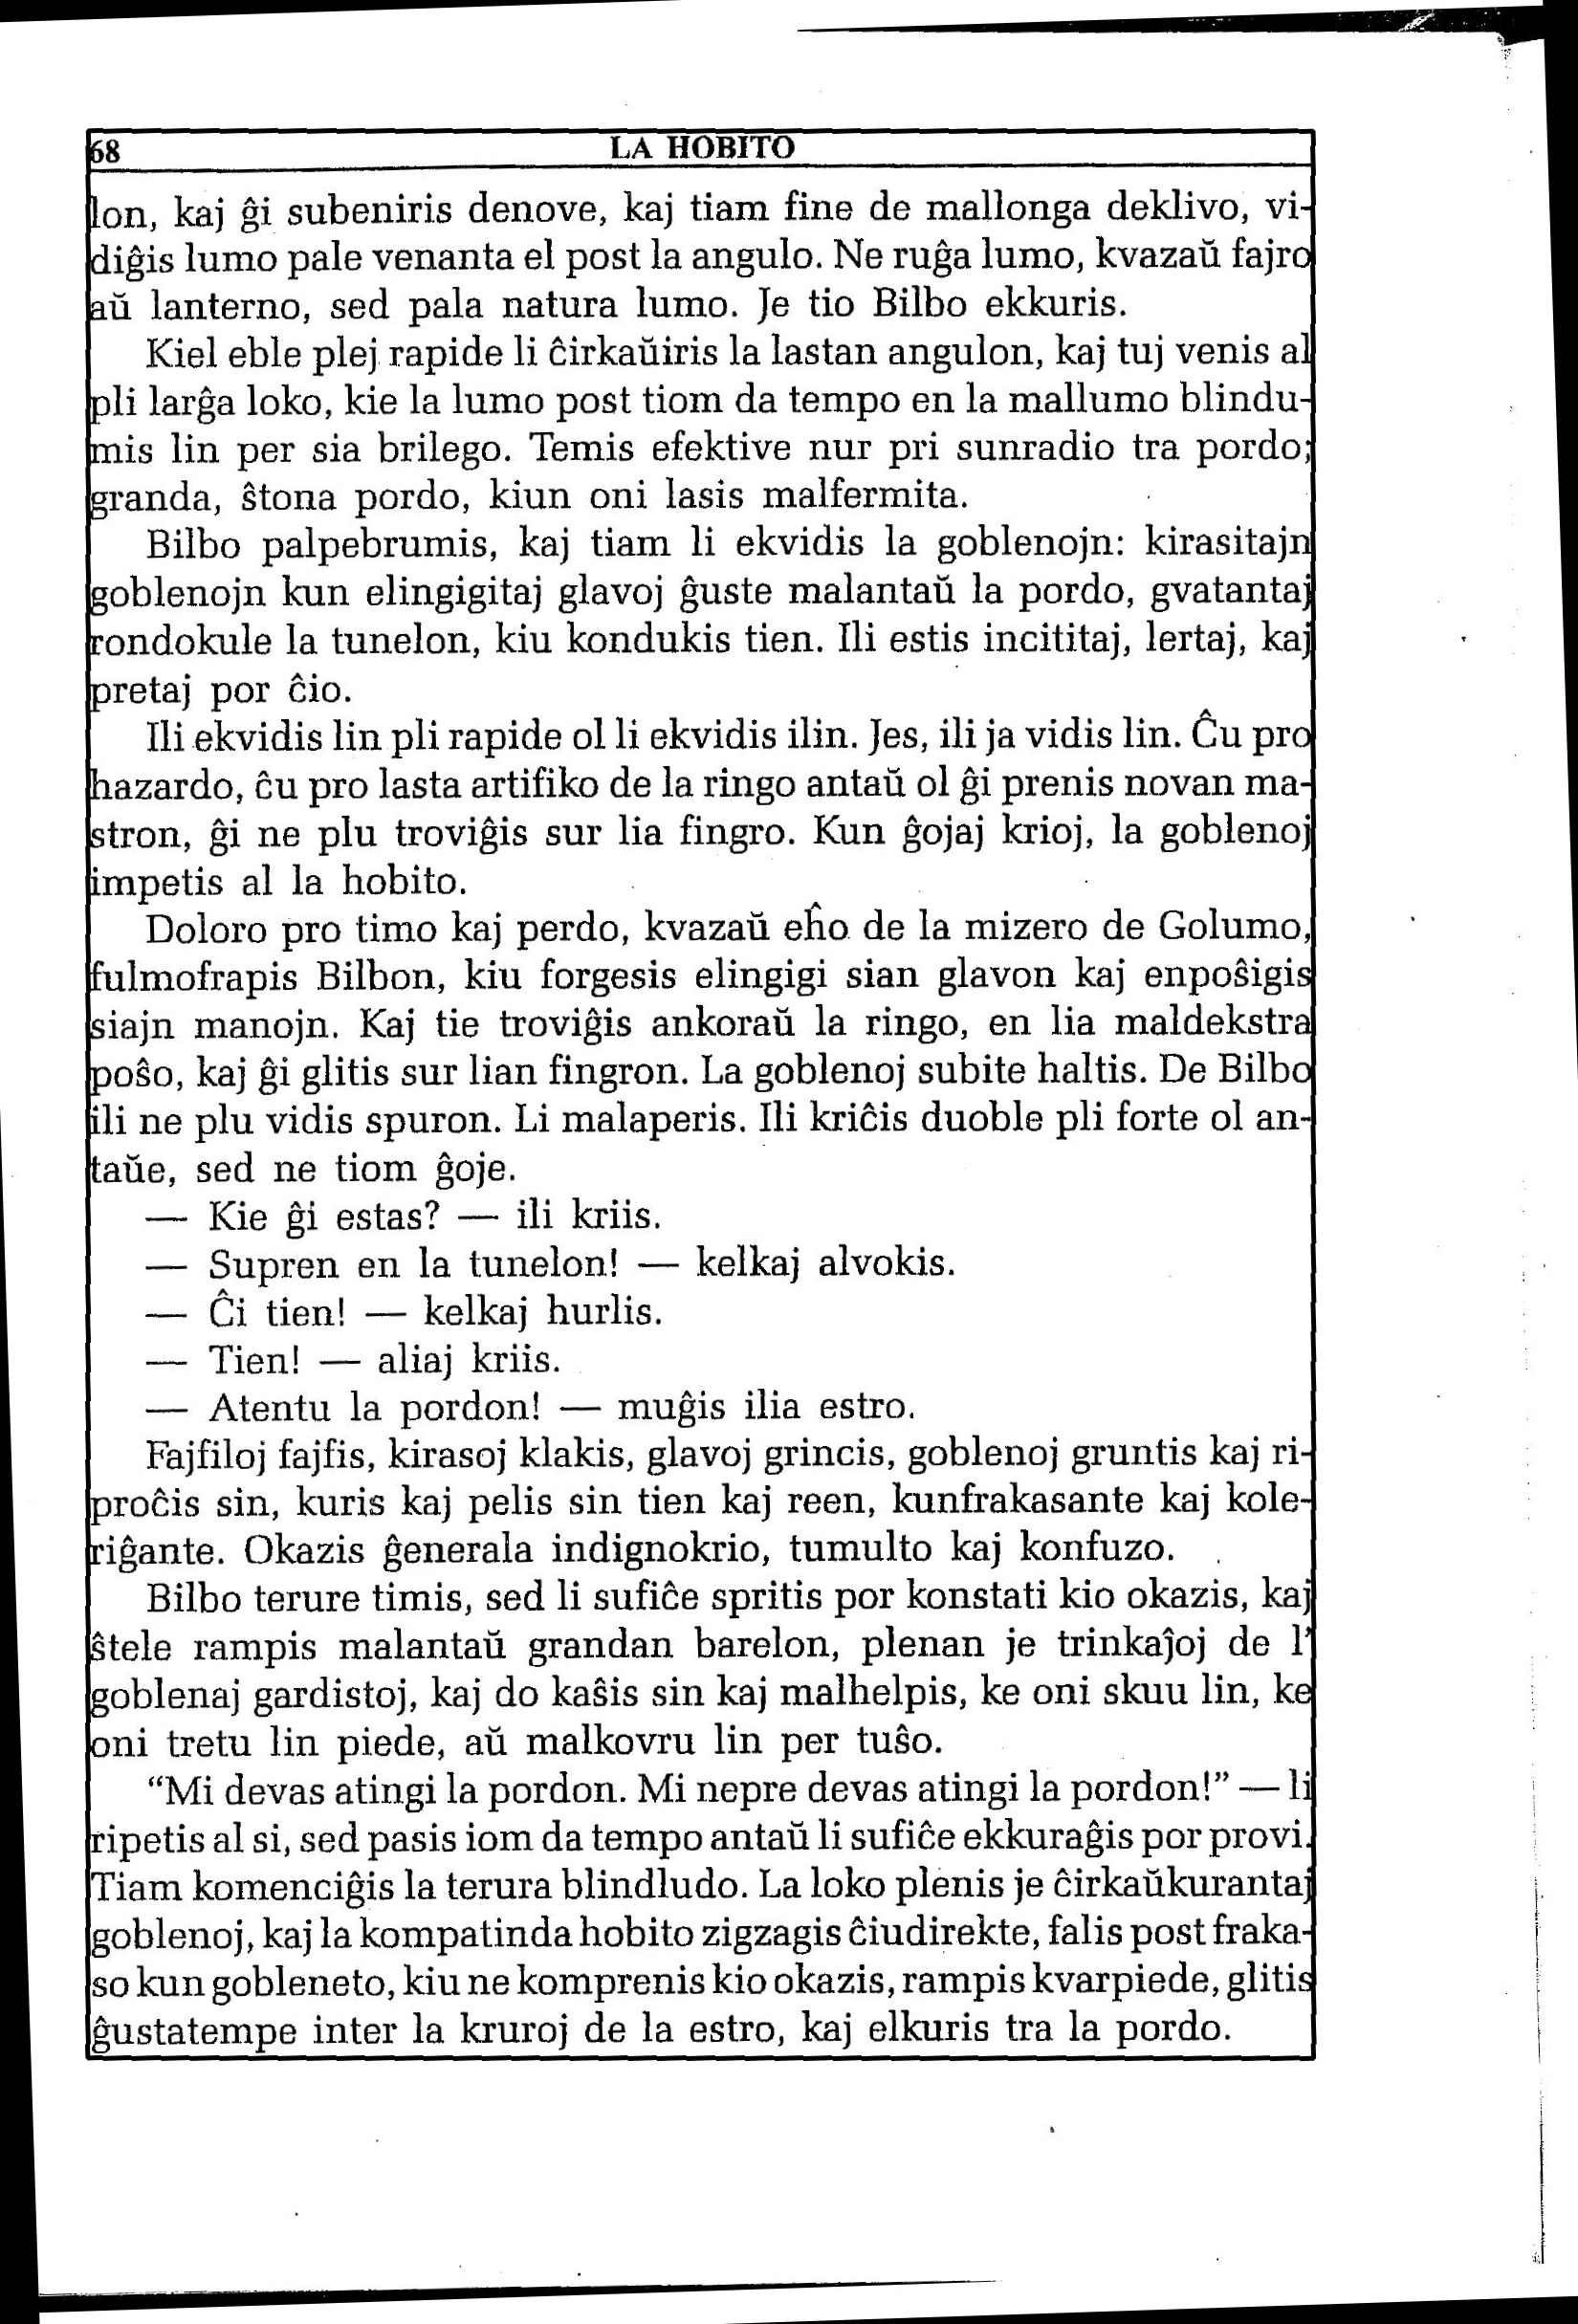 68 LA HOBITO
lon, kaj ĝi subeniris denove, kaj tiam fine de mallonga deklivo, vi-
diĝis lumo pale venanta el post la angulo. Ne ruĝa lumo, kvazaŭ fajro
aŭ lanterno, sed pala natura lumo. Je tio Bilbo ekkuris.
Kiel eble plej rapide li ĉirkaŭiris la lastan angulon, kaj tuj venis al
pli larĝa loko, kie la lumo post tiom da tempo en la mallumo blindu-
mis lin per sia brilego. Temis efektive nur pri sunradio tra pordo;
granda, ŝtona pordo, kiun oni lasis malfermita.
Bilbo palpebrumis, kaj tiam li ekvidis la goblenojn: kirasitajn
goblenojn kun elingigitaj glavoj ĝuste malantaŭ la pordo, gvatantaj
rondokule la tunelon, kiu kondukis tien. Ili estis incititaj, lertaj, kaj
pretaj por ĉio.
Ili ekvidis lin pli rapide ol li ekvidis ilin. Jes, ili ja vidis lin. Ĉu pro
hazardo, ĉu pro lasta artifiko de la ringo antaŭ ol ĝi prenis novan ma-
stron, ĝi ne plu troviĝis sur lia fingro. Kun ĝojaj krioj, la goblenoj
impetis al la hobito.
Doloro pro timo kaj perdo, kvazaŭ eĥo de la mizero de Golumo,
fulmofrapis Bilbon, kiu forgesis elingigi sian glavon kaj enpoŝigis
siajn manojn. Kaj tie troviĝis ankoraŭ la ringo, en lia maldekstra
poŝo, kaj ĝi glitis sur lian fingron. La goblenoj subite haltis. De Bilbo
ili ne plu vidis spuron. Li malaperis. Ili kriĉis duoble pli forte ol an-
taŭe, sed ne tiom ĝoje.
— Kie ĝi estas? — ili kriis.
— Supren en la tunelon! — kelkaj alvokis.
— Ĉi tien! — kelkaj hurlis.
— Tien! — aliaj kriis.
— Atentu la pordon! — muĝis ilia estro.
Fajfiloj fajfis, kirasoj klakis, glavoj grincis, goblenoj gruntis kaj ri-
proĉis sin, kuris kaj pelis sin tien kaj reen, kunfrakasante kaj kole-
riĝante. Okazis ĝenerala indignokrio, tumulto kaj konfuzo.
Bilbo terure timis, sed li sufiĉe spritis por konstati kio okazis, kaj
ŝtele rampis malantaŭ grandan barelon, plenan je trinkaĵoj de l’
goblenaj gardistoj, kaj do kaŝis sin kaj malhelpis, ke oni skuu lin, ke
oni tretu lin piede, aŭ malkovru lin per tuŝo.
“Mi devas atingi la pordon. Mi nepre devas atingi la pordon!” — li
ripetis al si, sed pasis iom da tempo antaŭ li sufiĉe ekkuraĝis por provi.
Tiam komenciĝis la terura blindludo. La loko plenis je ĉirkaŭkurantaj
goblenoj, kaj la kompatinda hobito zigzagis ĉiudirekte, falis post fraka-
so kun gobleneto, kiu ne komprenis kio okazis, rampis kvarpiede, glitis
ĝustatempe inter la kruroj de la estro, kaj elkuris tra la pordo.